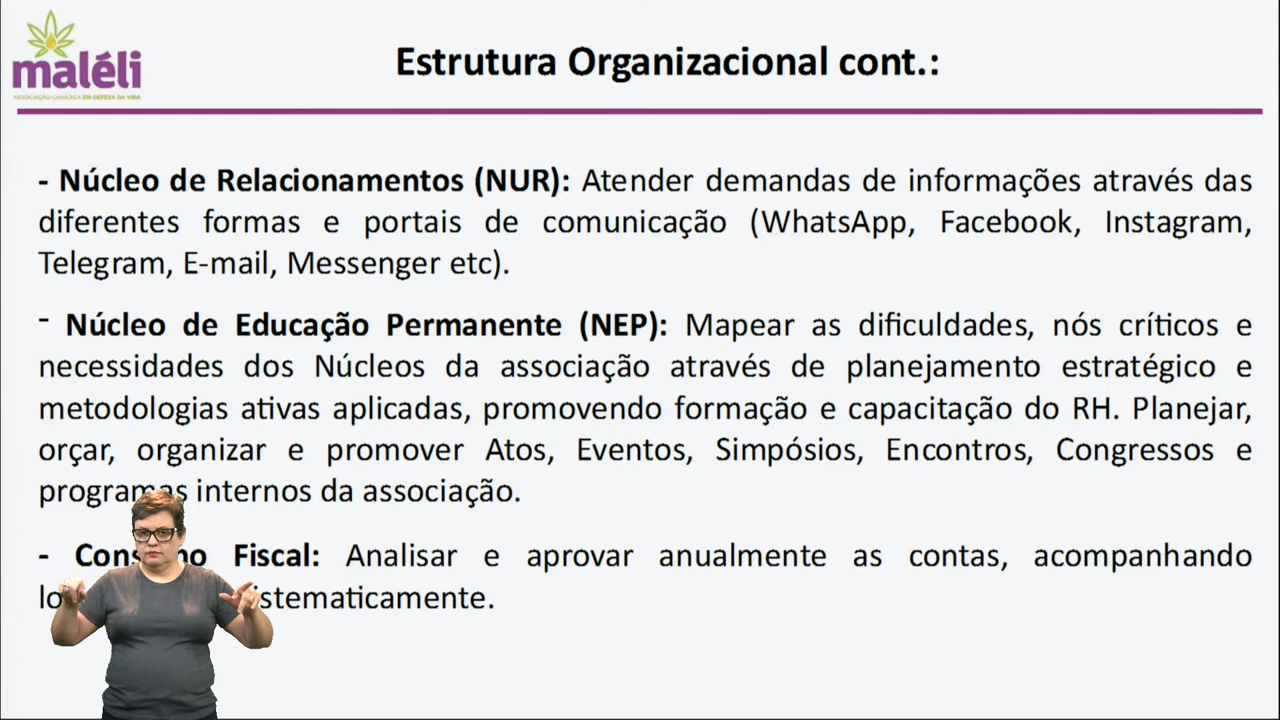 maléli
ASSOCIAÇÃO CANÁBICA EM DEFESA DA VIDA
Estrutura Organizacional cont.:
- Núcleo de Relacionamentos (NUR): Atender demandas de informações através das
diferentes formas e portais de comunicação (WhatsApp, Facebook, Instagram,
Telegram, E-mail, Messenger etc).
- Núcleo de Educação Permanente (NEP): Mapear as dificuldades, nós críticos e
necessidades dos Núcleos da associação através de planejamento estratégico e
metodologias ativas aplicadas, promovendo formação e capacitação do RH. Planejar,
orçar, organizar e promover Atos, Eventos, Simpósios, Encontros, Congressos e
programas internos da associação.
- Fiscal: Analisar e aprovar anualmente as contas, acompanhando